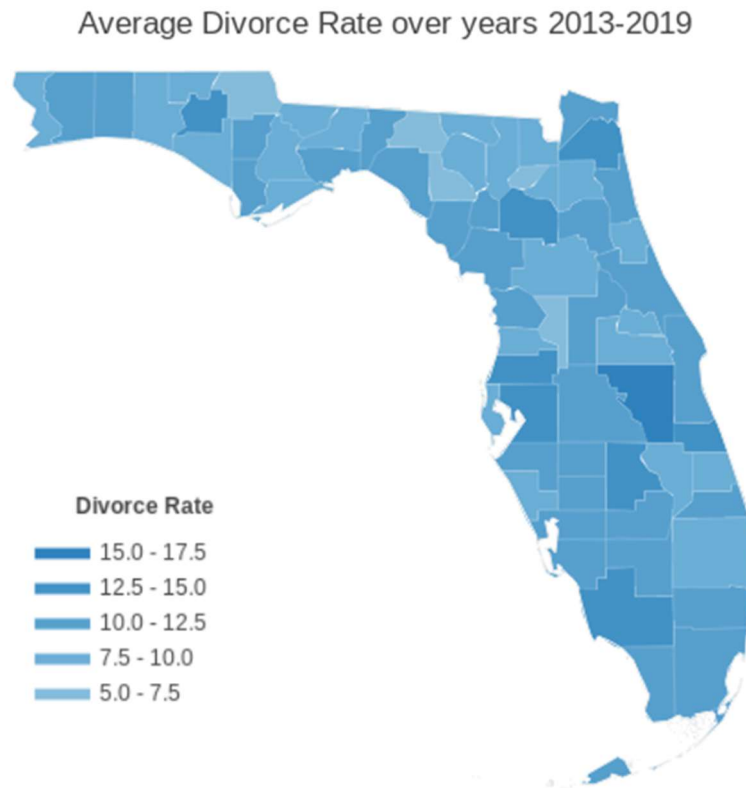 Average Divorce Rate over years 2013-2019
Divorce Rate
15.0 - 17.5
12.5 - 15.0
10.0 - 12.5
7.5 - 10.0
5.0 - 7.5